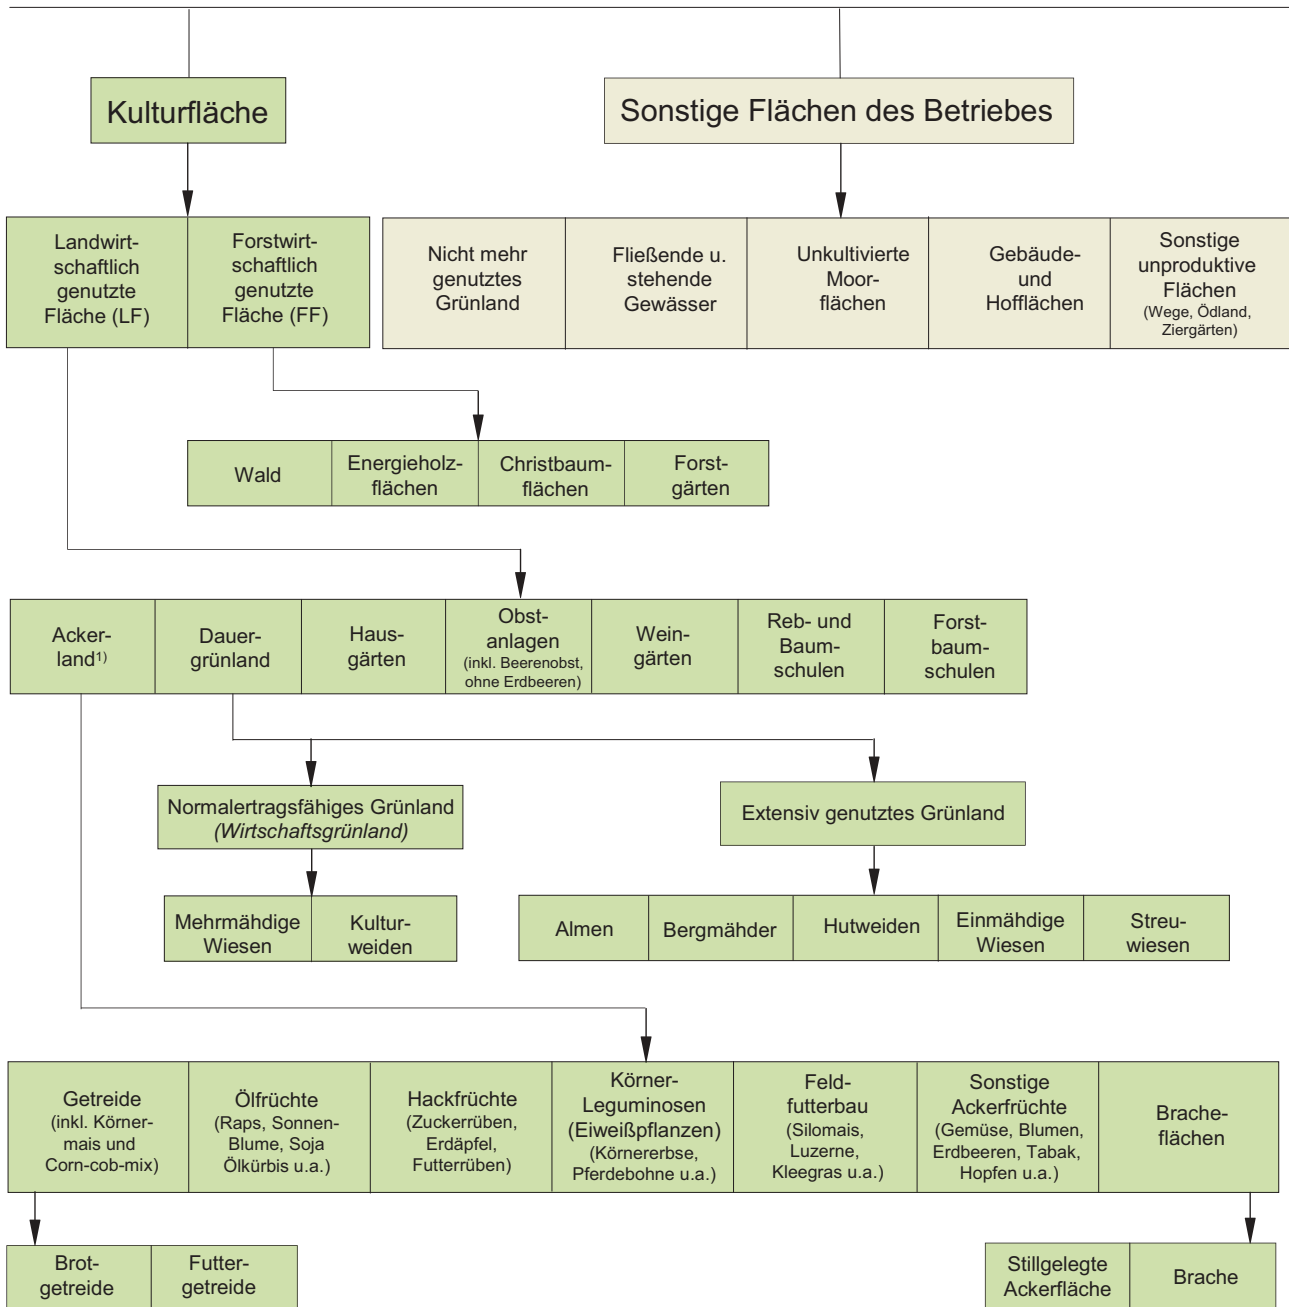 Kulturfläche
Sonstige Flächen des Betriebes
Landwirt-
schaftlich
genutzte
Fläche (LF)
Forstwirt-
schaftlich
genutzte
Fläche (FF)
Nicht mehr
genutztes
Grünland
Fließende u.
stehende
Gewässer
Unkultivierte
Moor-
flächen
Gebäude-
und
Hofflächen
Sonstige
unproduktive
Flächen
(Wege, Ödland,
Ziergärten)
Wald
Energieholz-
flächen
Christbaum-
flächen
Forst-
gärten
Acker-
land1)
Dauer-
grünland
Haus-
gärten
Obst-
anlagen
(inkl. Beerenobst,
ohne Erdbeeren)
Wein-
gärten
Reb- und
Baum-
schulen
Forst-
baum-
schulen
Normalertragsfähiges Grünland
(Wirtschaftsgrünland)
Extensiv genutztes Grünland
Mehrmähdige
Wiesen
Kultur-
weiden
Almen
Bergmähder
Hutweiden
Einmähdige
Wiesen
Streu-
wiesen
Getreide
(inkl. Körner-
mais und
Corn-cob-mix)
Ölfrüchte
(Raps, Sonnen-
Blume, Soja
Ölkürbis u.a.)
Hackfrüchte
(Zuckerrüben,
Erdäpfel,
Futterrüben)
Körner-
Leguminosen
(Eiweißpflanzen)
(Körnererbse,
Pferdebohne u.a.)
Feld-
futterbau
(Silomais,
Luzerne,
Kleegras u.a.)
Sonstige
Ackerfrüchte
(Gemüse, Blumen,
Erdbeeren, Tabak,
Hopfen u.a.)
Brache-
flächen
Brot-
getreide
Futter-
getreide
Stillgelegte
Ackerfläche
Brache